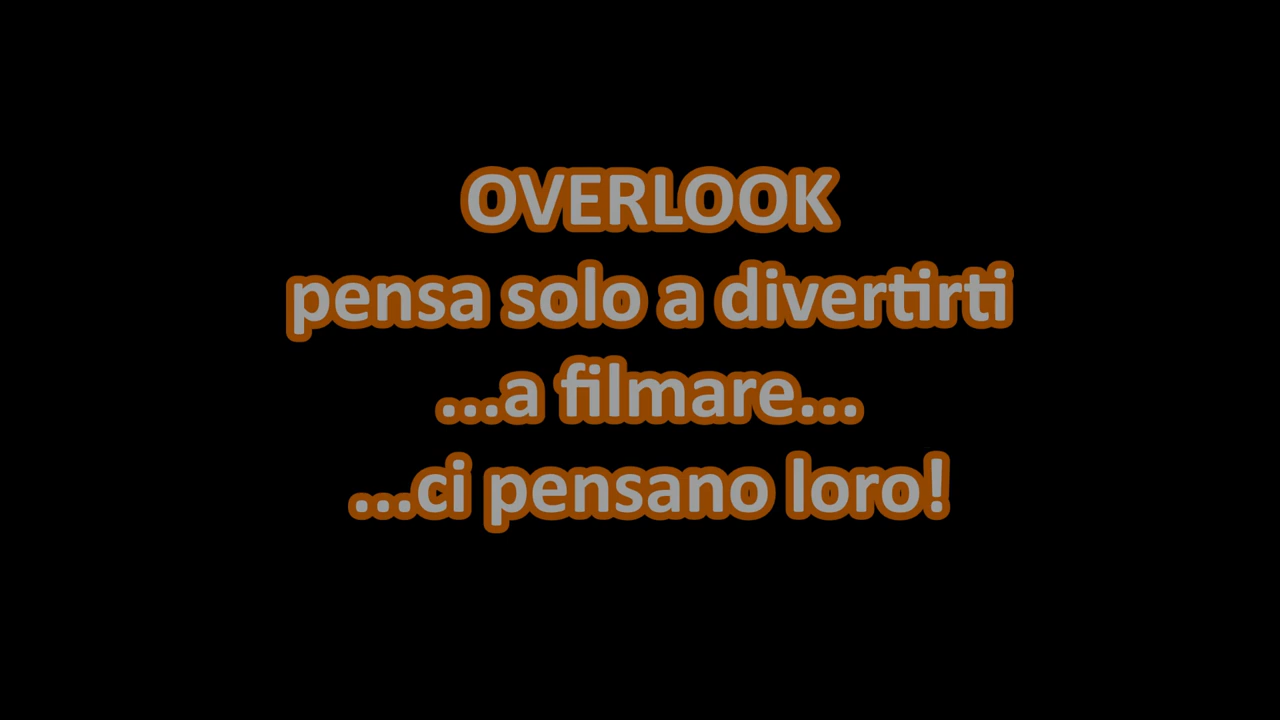 OVERLOOK
pensa solo a divertirti
...a filmare...
...ci pensano loro!